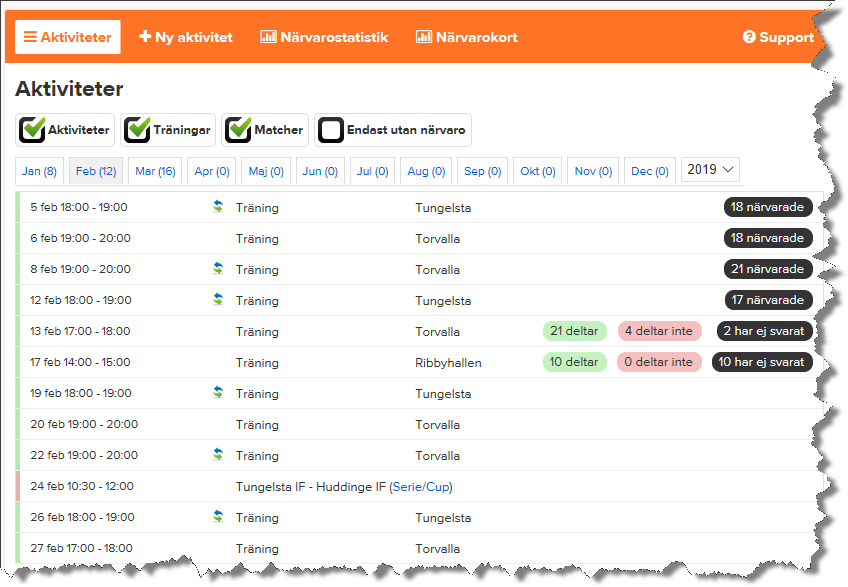 Aktiviteter Ny aktivitet Närvarostatistik Närvarokort Support
Aktiviteter
Aktiviteter Träningar Matcher Endast utan närvaro
Jan (8) Feb (12) Mar (16) Apr (0) Maj (0) Jun (0) Jul (0) Aug (0) Sep (0) Okt (0) Nov (0) Dec (0) 2019
5 feb 18:00 - 19:00 Träning Tungelsta 18 närvarade
6 feb 19:00 - 20:00 Träning Torvalla 18 närvarade
8 feb 19:00 - 20:00 Träning Torvalla 21 närvarade
12 feb 18:00 - 19:00 Träning Tungelsta 17 närvarade
13 feb 17:00 - 18:00 Träning Torvalla 21 deltar 4 deltar inte 2 har ej svarat
17 feb 14:00 - 15:00 Träning Ribbyhallen 10 deltar 0 deltar inte 10 har ej svarat
19 feb 18:00 - 19:00 Träning Tungelsta
20 feb 19:00 - 20:00 Träning Torvalla
22 feb 19:00 - 20:00 Träning Torvalla
24 feb 10:30 - 12:00 Tungelsta IF - Huddinge IF (Serie/Cup)
26 feb 18:00 - 19:00 Träning Tungelsta
27 feb 17:00 - 18:00 Träning Torvalla